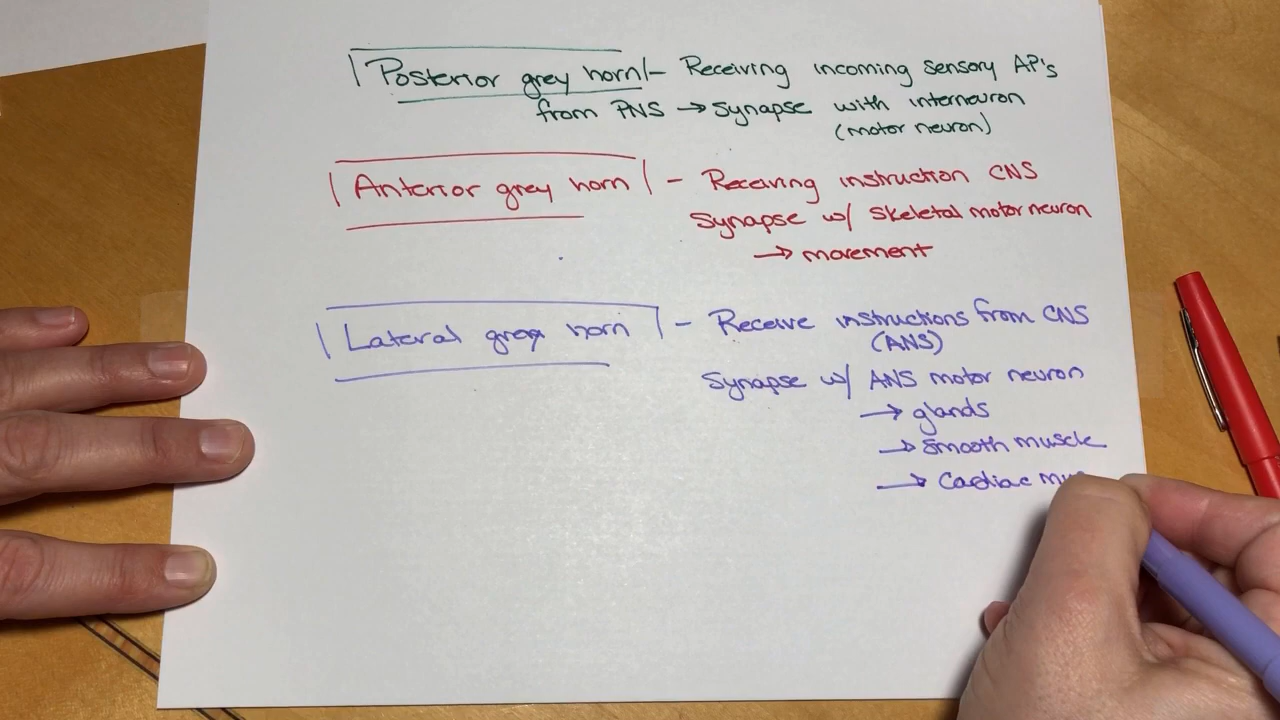 Posterior grey horn - Receiving incoming sensory AP's
from PNS → Synapse with interneuron
(motor neuron)
Anterior grey horn - Receiving instruction CNS
Synapse w/ skeletal motor neuron
→ movement
Lateral grey horn - Receive instructions from CNS
(ANS)
Synapse w/ ANS motor neuron
→ glands
→ Smooth muscle
→ Cardiac